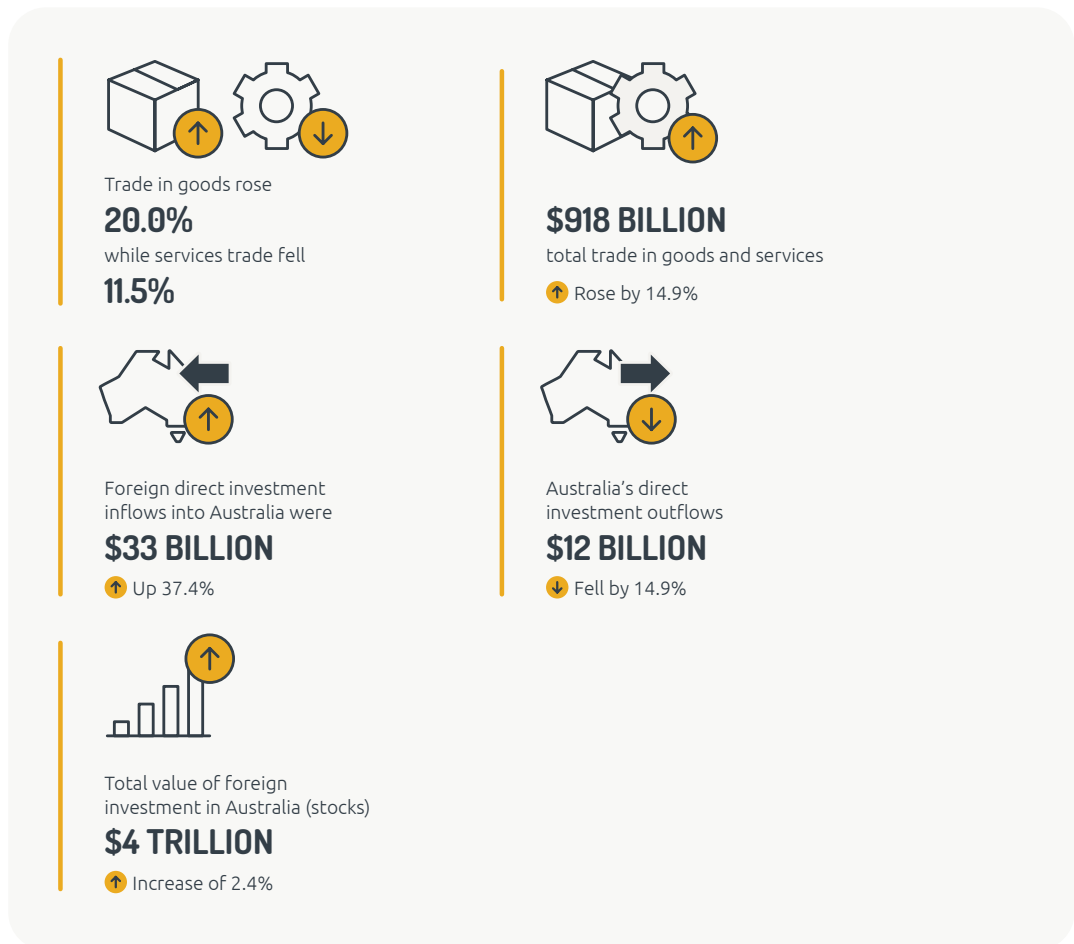 Trade in goods rose
20.0%
while services trade fell
11.5%
$918 BILLION
total trade in goods and services
Rose by 14.9%
Foreign direct investment
inflows into Australia were
$33 BILLION
Up 37.4%
Australia’s direct
investment outflows
$12 BILLION
Fell by 14.9%
Total value of foreign
investment in Australia (stocks)
$4 TRILLION
Increase of 2.4%